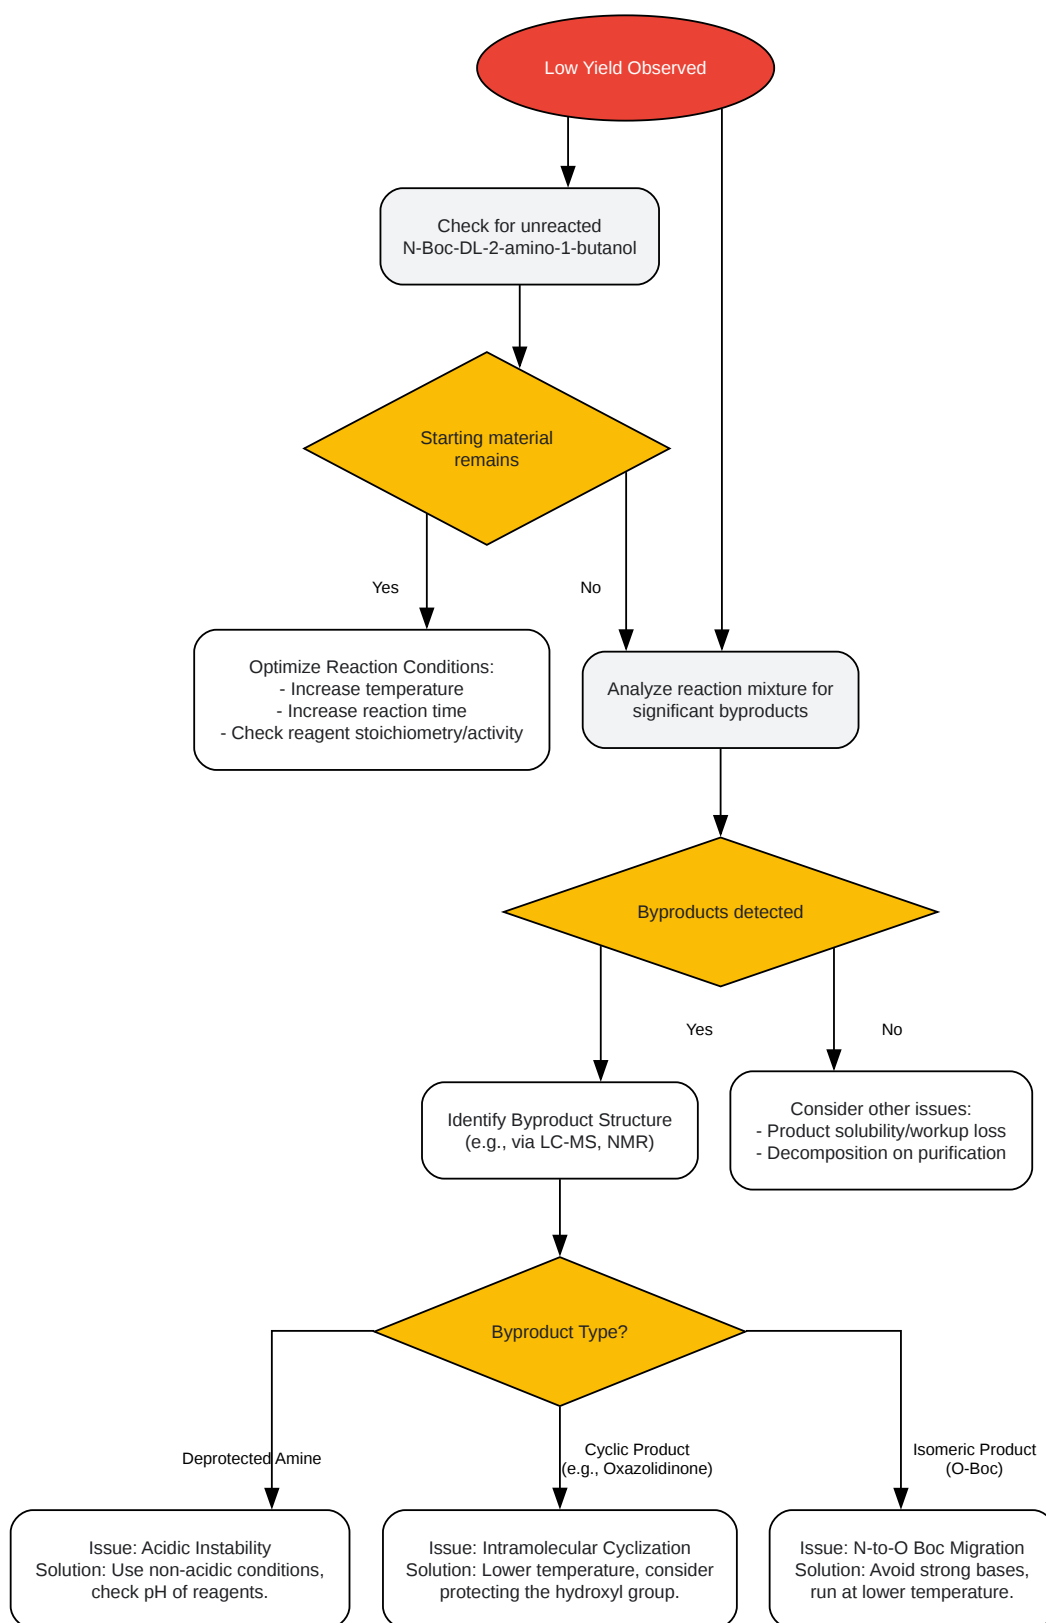 Low Yield Observed
Check for unreacted
N-Boc-DL-2-amino-1-butanol
Starting material
remains
Yes
No
Optimize Reaction Conditions:
- Increase temperature
- Increase reaction time
- Check reagent stoichiometry/activity
Analyze reaction mixture for
significant byproducts
Byproducts detected
Yes
No
Identify Byproduct Structure
(e.g., via LC-MS, NMR)
Consider other issues:
- Product solubility/workup loss
- Decomposition on purification
Byproduct Type?
Deprotected Amine
Cyclic Product
(e.g., Oxazolidinone)
Isomeric Product
(O-Boc)
Issue: Acidic Instability
Solution: Use non-acidic conditions,
check pH of reagents.
Issue: Intramolecular Cyclization
Solution: Lower temperature, consider
protecting the hydroxyl group.
Issue: N-to-O Boc Migration
Solution: Avoid strong bases,
run at lower temperature.